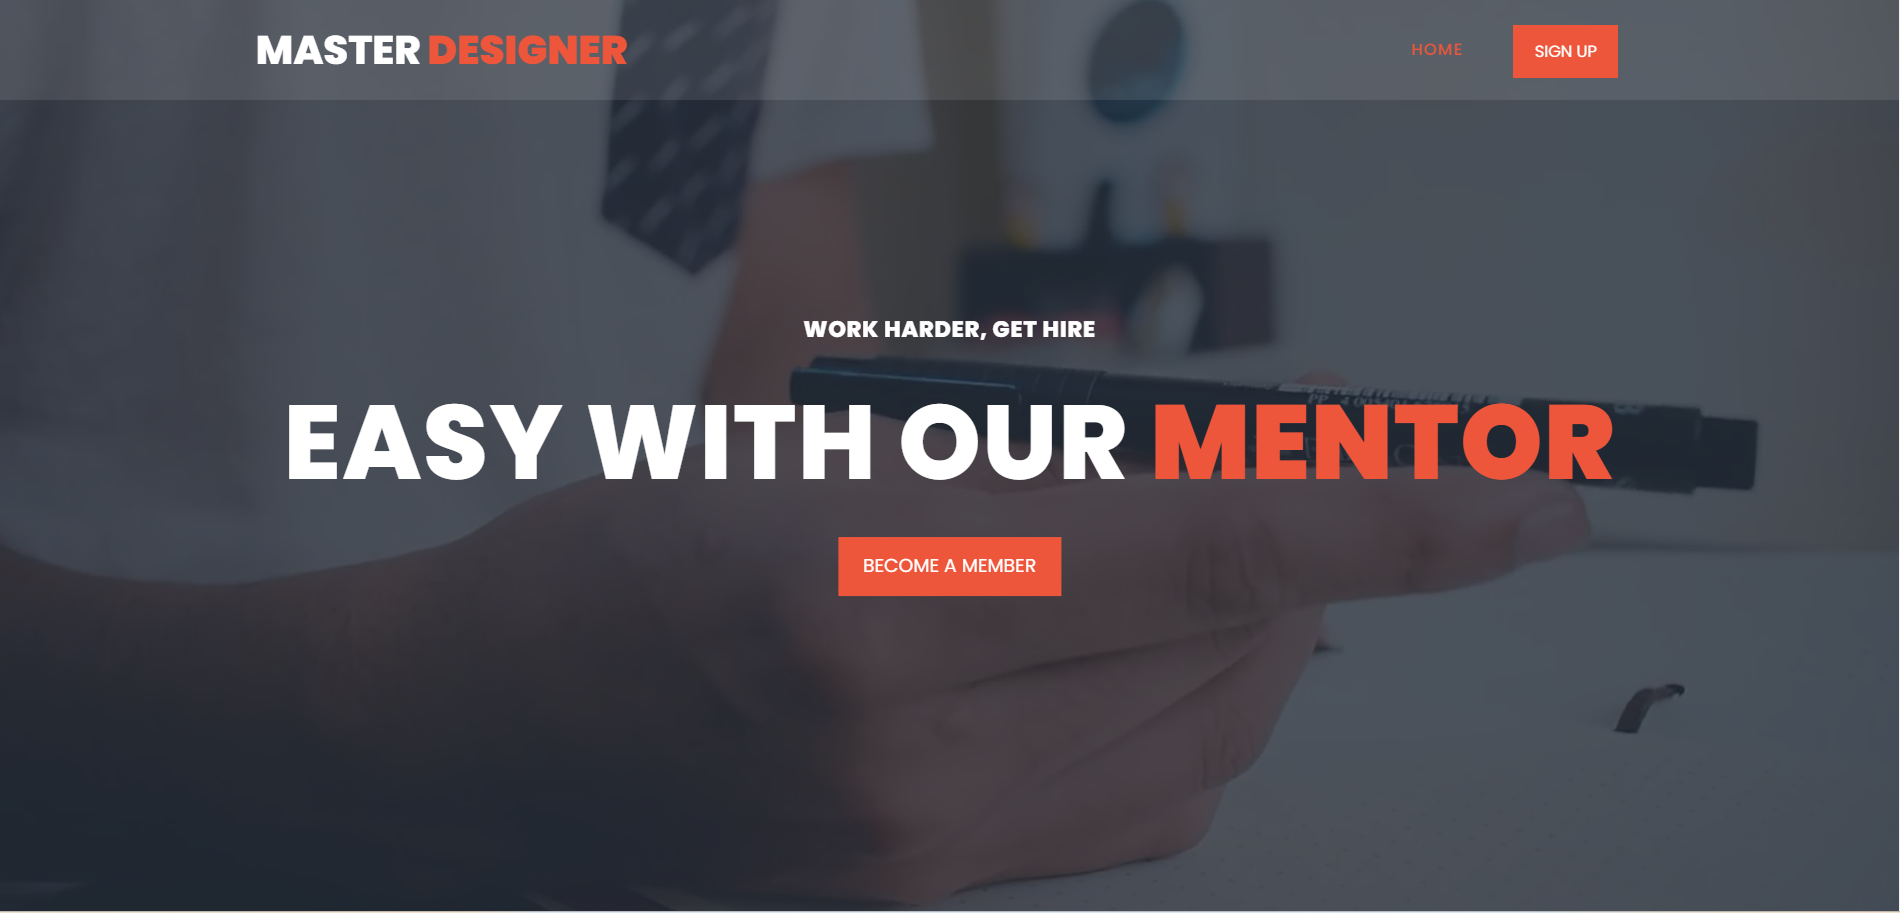 MASTER DESIGNER
HOME
SIGN UP
WORK HARDER, GET HIRE
EASY WITH OUR MENTOR
BECOME A MEMBER